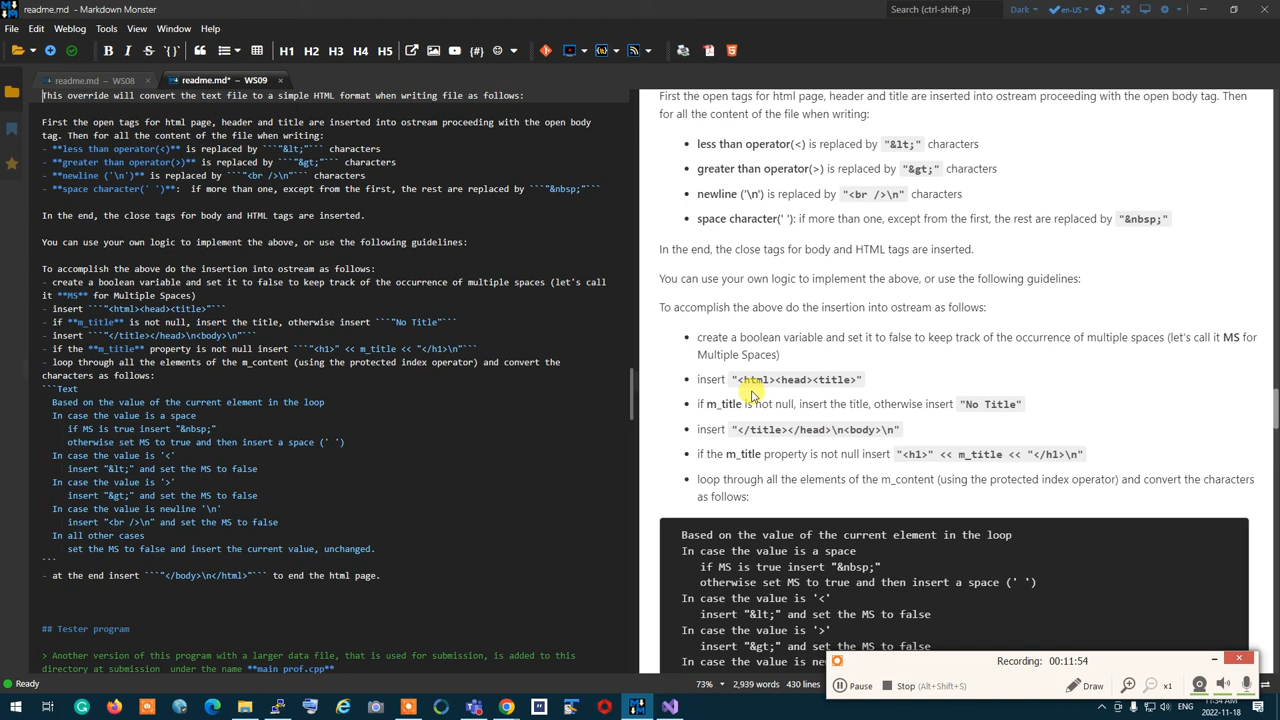 readme.md - Markdown Monster
Search (ctrl-shift-p)
Dark
en-US
File Edit Weblog Tools Window Help
H1 H2 H3 H4 H5
readme.md - WS08
readme.md* - WS09
This override will convert the text file to a simple HTML format when writing file as follows:
First the open tags for html page, header and title are inserted into ostream proceeding with the open body
tag. Then for all the content of the file when writing:
- **less than operator(<)** is replaced by ```"&lt;"``` characters
- **greater than operator(>)** is replaced by ```"&gt;"``` characters
- **newline ('\n')** is replaced by ```"<br />\n"``` characters
- **space character(' ')**: if more than one, except from the first, the rest are replaced by ```"&nbsp;"```
In the end, the close tags for body and HTML tags are inserted.
You can use your own logic to implement the above, or use the following guidelines:
To accomplish the above do the insertion into ostream as follows:
- create a boolean variable and set it to false to keep track of the occurrence of multiple spaces (let's call
it **MS** for Multiple Spaces)
- insert ```"<html><head><title>"```
- if **m_title** is not null, insert the title, otherwise insert ```"No Title"```
- insert ```"</title></head>\n<body>\n"```
- if the **m_title** property is not null insert ```"<h1>" << m_title << "</h1>\n"```
- loop through all the elements of the m_content (using the protected index operator) and convert the
characters as follows:
```Text
Based on the value of the current element in the loop
In case the value is a space
if MS is true insert "&nbsp;"
otherwise set MS to true and then insert a space (' ')
In case the value is '<'
insert "&lt;" and set the MS to false
In case the value is '>'
insert "&gt;" and set the MS to false
In case the value is newline '\n'
insert "<br />\n" and set the MS to false
In all other cases
set the MS to false and insert the current value, unchanged.
```
- at the end insert ```"</body>\n</html>"``` to end the html page.
## Tester program
> Another version of this program with a larger data file, that is used for submission, is added to this
directory at submission under the name **main_prof.cpp**
First the open tags for html page, header and title are inserted into ostream proceeding with the open body tag. Then
for all the content of the file when writing:
• less than operator(<) is replaced by "&lt;" characters
• greater than operator(>) is replaced by "&gt;" characters
• newline ('\n') is replaced by "<br />\n" characters
• space character(' '): if more than one, except from the first, the rest are replaced by "&nbsp;"
In the end, the close tags for body and HTML tags are inserted.
You can use your own logic to implement the above, or use the following guidelines:
To accomplish the above do the insertion into ostream as follows:
• create a boolean variable and set it to false to keep track of the occurrence of multiple spaces (let's call it MS for
Multiple Spaces)
• insert "<html><head><title>"
• if m_title is not null, insert the title, otherwise insert "No Title"
• insert "</title></head>\n<body>\n"
• if the m_title property is not null insert "<h1>" << m_title << "</h1>\n"
• loop through all the elements of the m_content (using the protected index operator) and convert the characters
as follows:
Based on the value of the current element in the loop
In case the value is a space
if MS is true insert "&nbsp;"
otherwise set MS to true and then insert a space (' ')
In case the value is '<'
insert "&lt;" and set the MS to false
In case the value is '>'
insert "&gt;" and set the MS to false
In case the value is
Recording: 00:11:54
Pause
Stop (Alt+Shift+S)
Draw
x1
Ready
73%
2,939 words
430 lines
11:54 AM
2022-11-18